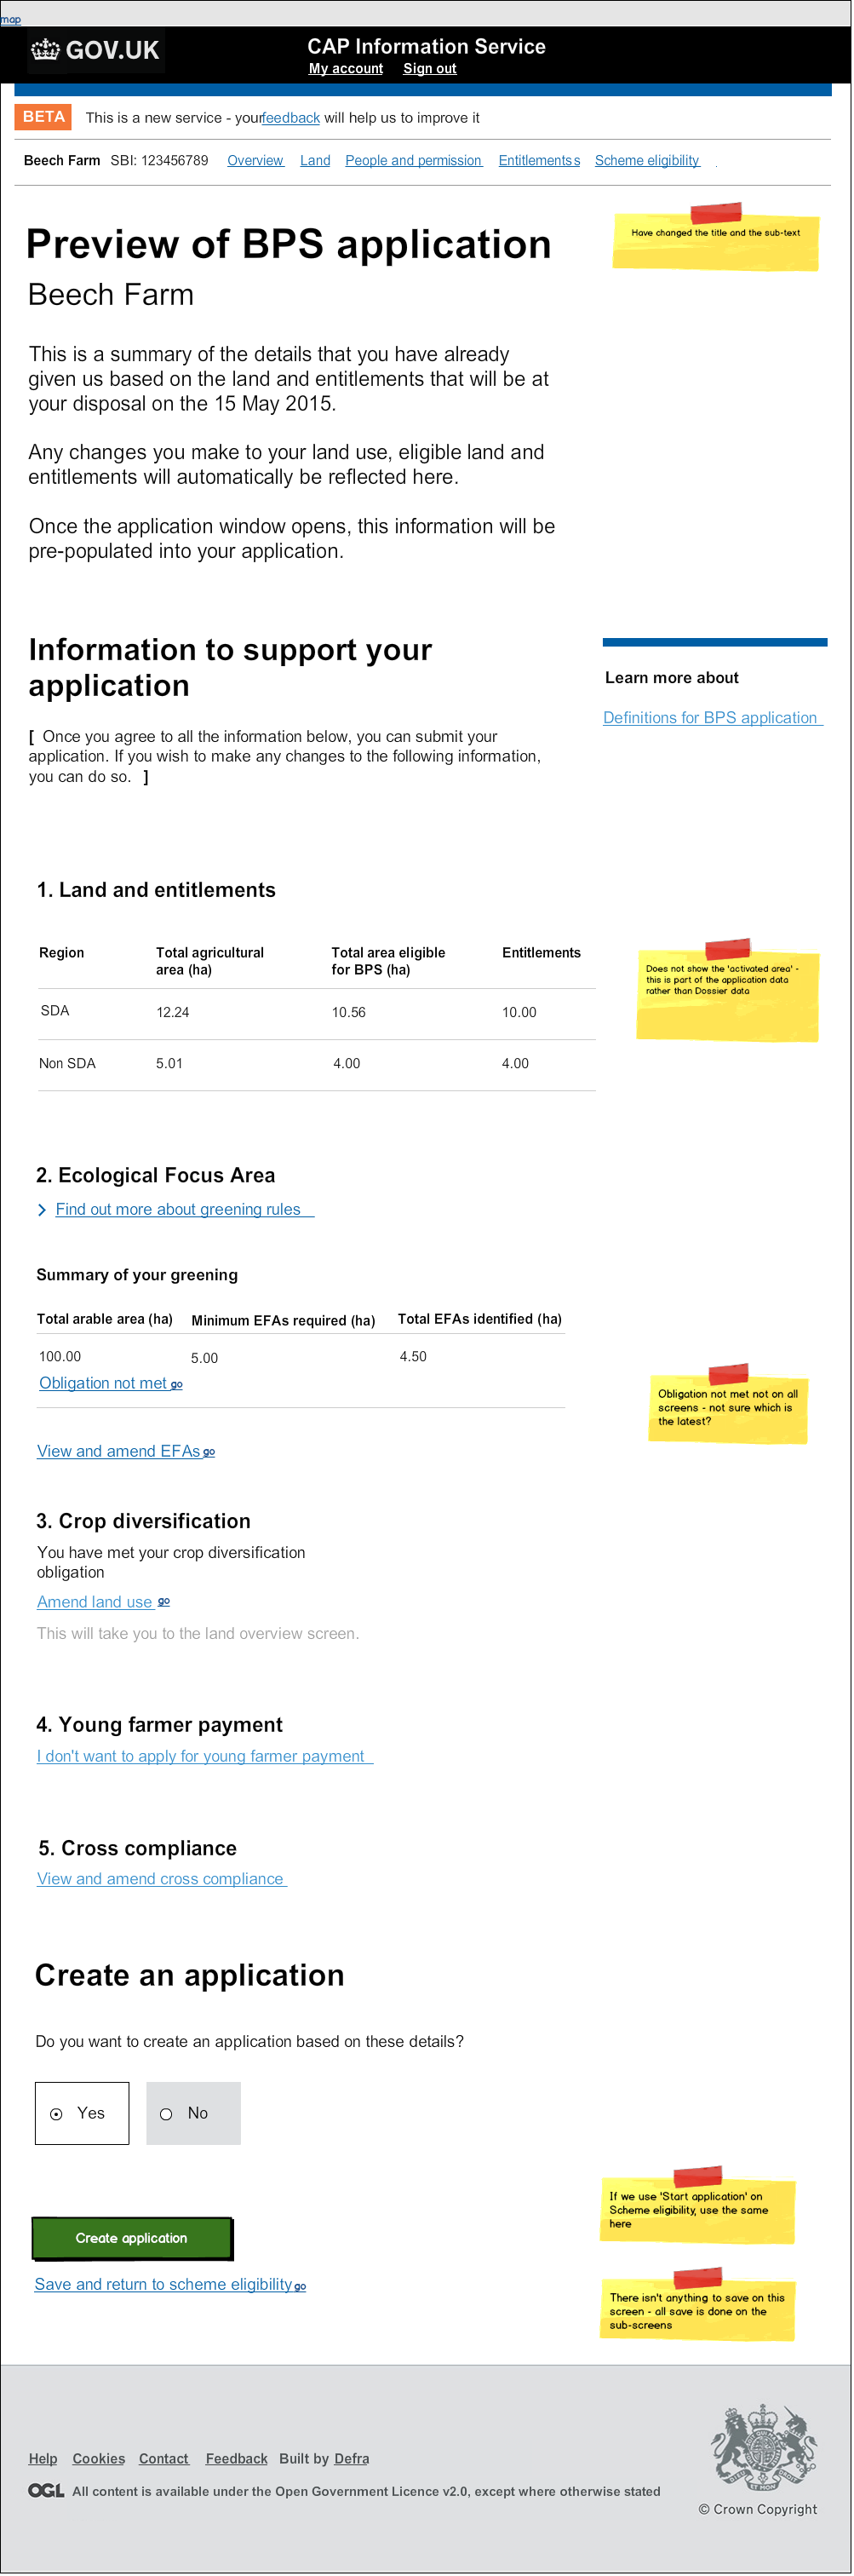 map
GOV.UK
CAP Information Service
My account Sign out
BETA This is a new service - your feedback will help us to improve it
Beech Farm SBI: 123456789 Overview Land People and permission Entitlements s Scheme eligibility
Preview of BPS application
Have changed the title and the sub-text
Beech Farm
This is a summary of the details that you have already
given us based on the land and entitlements that will be at
your disposal on the 15 May 2015.
Any changes you make to your land use, eligible land and
entitlements will automatically be reflected here.
Once the application window opens, this information will be
pre-populated into your application.
Information to support your
application
Learn more about
Definitions for BPS application
[ Once you agree to all the information below, you can submit your
application. If you wish to make any changes to the following information,
you can do so. ]
1. Land and entitlements
Region Total agricultural area (ha) Total area eligible for BPS (ha) Entitlements
SDA 12.24 10.56 10.00
Non SDA 5.01 4.00 4.00
Does not show the 'activated area' -
this is part of the application data
rather than Dossier data
2. Ecological Focus Area
Find out more about greening rules
Summary of your greening
Total arable area (ha) Minimum EFAs required (ha) Total EFAs identified (ha)
100.00 5.00 4.50
Obligation not met go
Obligation not met not on all
screens - not sure which is
the latest?
View and amend EFAs go
3. Crop diversification
You have met your crop diversification
obligation
Amend land use go
This will take you to the land overview screen.
4. Young farmer payment
I don't want to apply for young farmer payment
5. Cross compliance
View and amend cross compliance
Create an application
Do you want to create an application based on these details?
Yes No
If we use 'Start application' on
Scheme eligibility, use the same
here
Create application
Save and return to scheme eligibility go
There isn't anything to save on this
screen - all save is done on the
sub-screens
Help Cookies Contact Feedback Built by Defra
OGL All content is available under the Open Government Licence v2.0, except where otherwise stated
© Crown Copyright